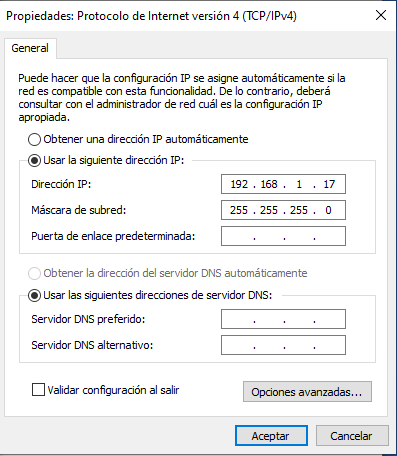 Propiedades: Protocolo de Internet versión 4 (TCP/IPv4)
General
Puede hacer que la configuración IP se asigne automáticamente si la
red es compatible con esta funcionalidad. De lo contrario, deberá
consultar con el administrador de red cuál es la configuración IP
apropiada.
Obtener una dirección IP automáticamente
Usar la siguiente dirección IP:
Dirección IP: 192 . 168 . 1 . 17
Máscara de subred: 255 . 255 . 255 . 0
Puerta de enlace predeterminada: . . .
Obtener la dirección del servidor DNS automáticamente
Usar las siguientes direcciones de servidor DNS:
Servidor DNS preferido: . . .
Servidor DNS alternativo: . . .
Validar configuración al salir
Opciones avanzadas...
Aceptar Cancelar